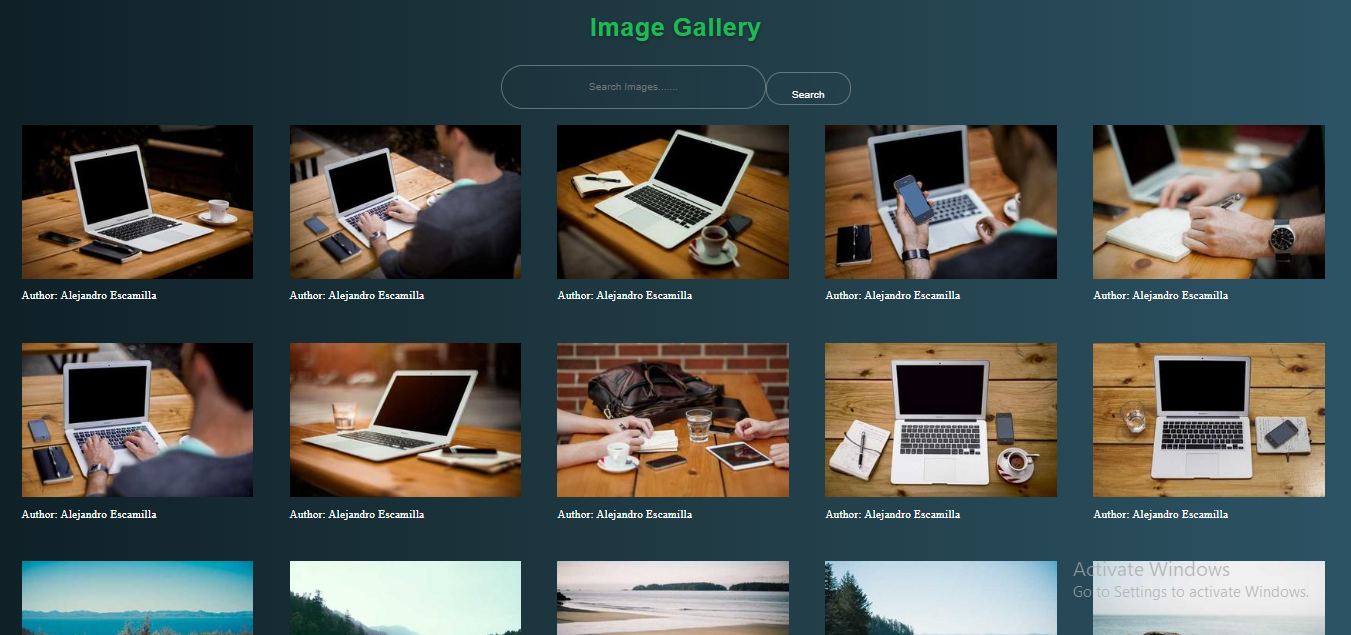 Image Gallery
Search Images.......
Search
Author: Alejandro Escamilla
Author: Alejandro Escamilla
Author: Alejandro Escamilla
Author: Alejandro Escamilla
Author: Alejandro Escamilla
Author: Alejandro Escamilla
Author: Alejandro Escamilla
Author: Alejandro Escamilla
Author: Alejandro Escamilla
Author: Alejandro Escamilla
Activate Windows
Go to Settings to activate Windows.